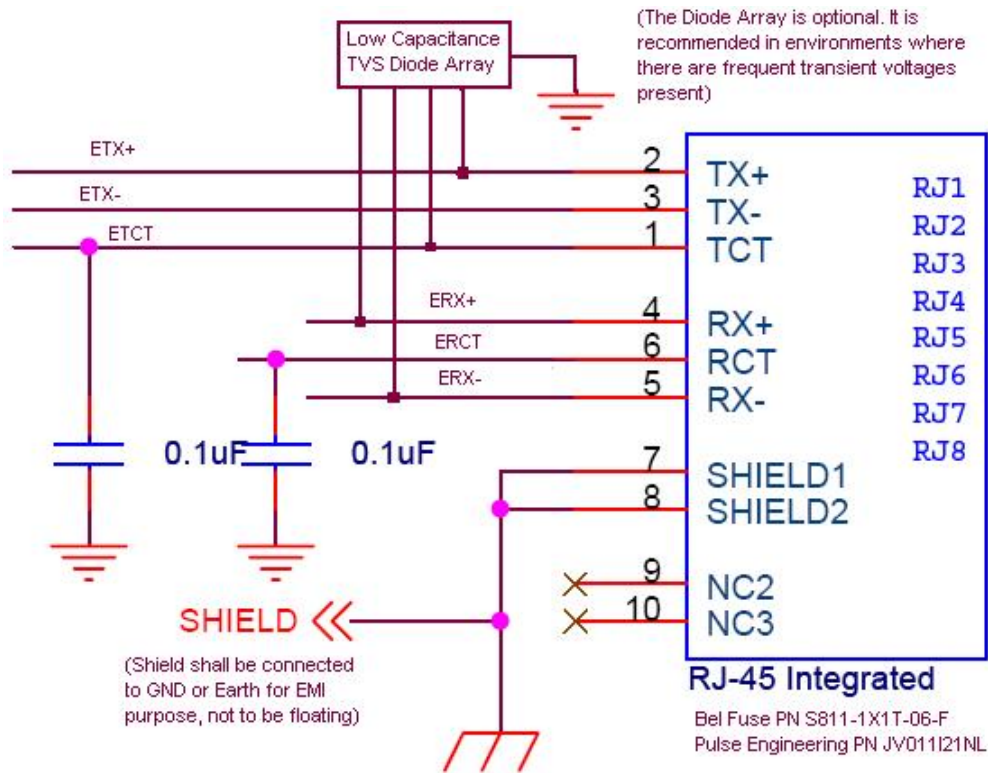 (The Diode Array is optional. It is
recommended in environments where
there are frequent transient voltages
present)
Low Capacitance
TVS Diode Array
ETX+
2
TX+
RJ1
ETX-
3
TX-
RJ2
ETCT
1
TCT
RJ3
ERX+
4
RX+
RJ4
ERCT
6
RCT
RJ5
ERX-
5
RX-
RJ6
RJ7
0.1uF
0.1uF
RJ8
7
SHIELD1
8
SHIELD2
9
NC2
10
NC3
SHIELD
(Shield shall be connected
to GND or Earth for EMI
purpose, not to be floating)
RJ-45 Integrated
Bel Fuse PN S811-1X1T-06-F
Pulse Engineering PN JV011I21NL